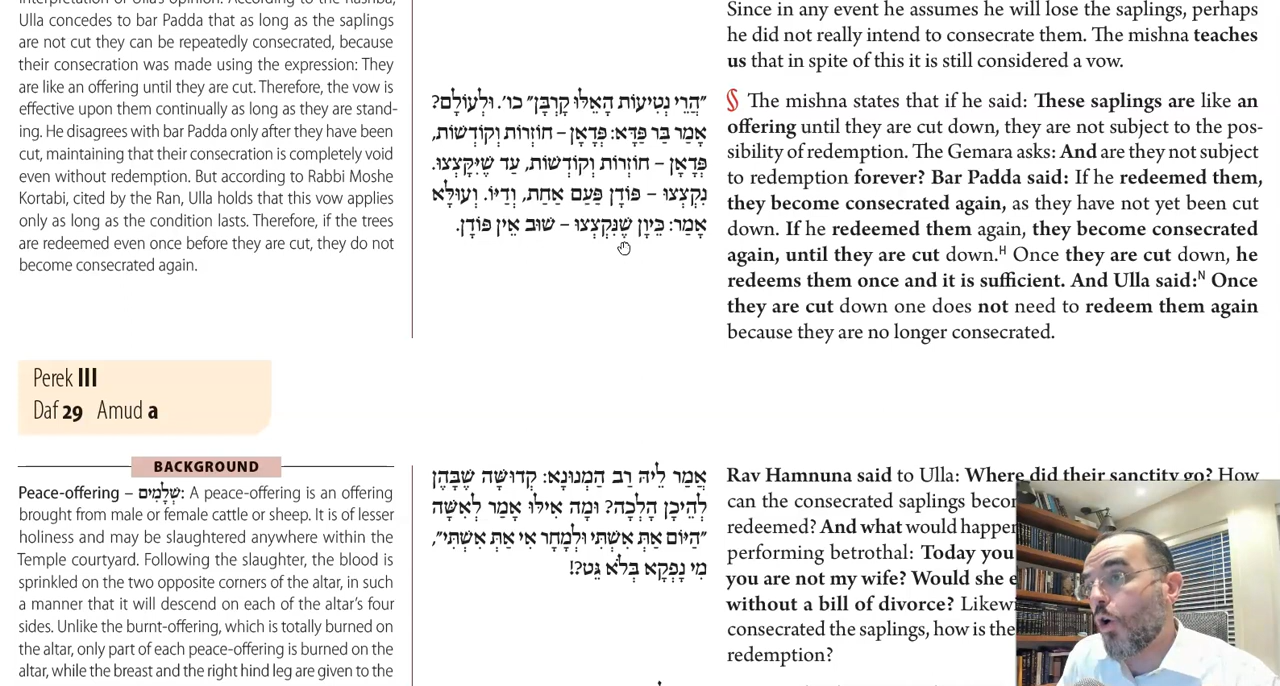 Ulla concedes to bar Padda that as long as the saplings
are not cut they can be repeatedly consecrated, because
their consecration was made using the expression: They
are like an offering until they are cut. Therefore, the vow is
effective upon them continually as long as they are stand-
ing. He disagrees with bar Padda only after they have been
cut, maintaining that their consecration is completely void
even without redemption. But according to Rabbi Moshe
Kortabi, cited by the Ran, Ulla holds that this vow applies
only as long as the condition lasts. Therefore, if the trees
are redeemed even once before they are cut, they do not
become consecrated again.
״הֲרֵי נְטִיעוֹת הָאֵלּוּ קׇרְבָּן״ כו׳. וּלְעוֹלָם?
אָמַר בַּר פַּדָּא: פְּדָאָן – חוֹזְרוֹת וְקוֹדְשׁוֹת,
פְּדָאָן – חוֹזְרוֹת וְקוֹדְשׁוֹת, עַד שֶׁיִּקָּצְצוּ.
נִקְצְצוּ – פּוֹדָן פַּעַם אַחַת, וְדַיּוֹ. וְעוּלָּא
אָמַר: כֵּיוָן שֶׁנִּקְצְצוּ – שׁוּב אֵין פּוֹדָן.
Since in any event he assumes he will lose the saplings, perhaps
he did not really intend to consecrate them. The mishna teaches
us that in spite of this it is still considered a vow.
§ The mishna states that if he said: These saplings are like an
offering until they are cut down, they are not subject to the pos-
sibility of redemption. The Gemara asks: And are they not subject
to redemption forever? Bar Padda said: If he redeemed them,
they become consecrated again, as they have not yet been cut
down. If he redeemed them again, they become consecrated
again, until they are cut down.H Once they are cut down, he
redeems them once and it is sufficient. And Ulla said:N Once
they are cut down one does not need to redeem them again
because they are no longer consecrated.
Perek III
Daf 29 Amud a
BACKGROUND
Peace-offering – שְׁלָמִים: A peace-offering is an offering
brought from male or female cattle or sheep. It is of lesser
holiness and may be slaughtered anywhere within the
Temple courtyard. Following the slaughter, the blood is
sprinkled on the two opposite corners of the altar, in such
a manner that it will descend on each of the altar's four
sides. Unlike the burnt-offering, which is totally burned on
the altar, only part of each peace-offering is burned on the
altar, while the breast and the right hind leg are given to the
אֲמַר לֵיהּ רַב הַמְנוּנָא: קְדוּשָּׁה שֶׁבָּהֶן
לְהֵיכָן הָלְכָה? וּמָה אִילּוּ אָמַר לְאִשָּׁה
״הַיּוֹם אַתְּ אִשְׁתִּי וּלְמָחָר אִי אַתְּ אִשְׁתִּי״,
מִי נָפְקָא בְּלֹא גֵּט?!
Rav Hamnuna said to Ulla: Where did their sanctity go? How
can the consecrated saplings
redeemed? And what would
performing betrothal: Today you
you are not my wife? Would she
without a bill of divorce?
consecrated the saplings, how is
redemption?